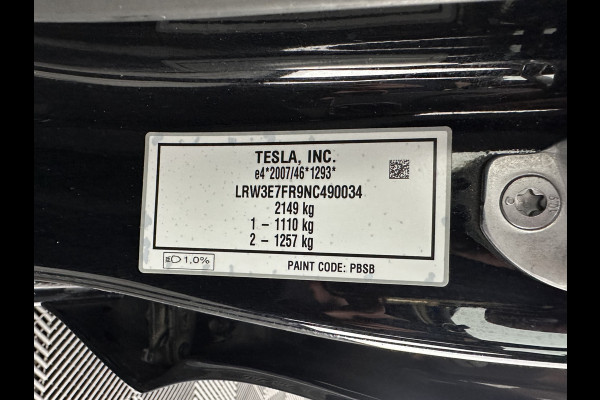 TESLA, INC.
e4*2007/46*1293*
LRW3E7FR9NC490034
2149 kg
1 - 1110 kg
2 - 1257 kg
1,0%
PAINT CODE: PBSB